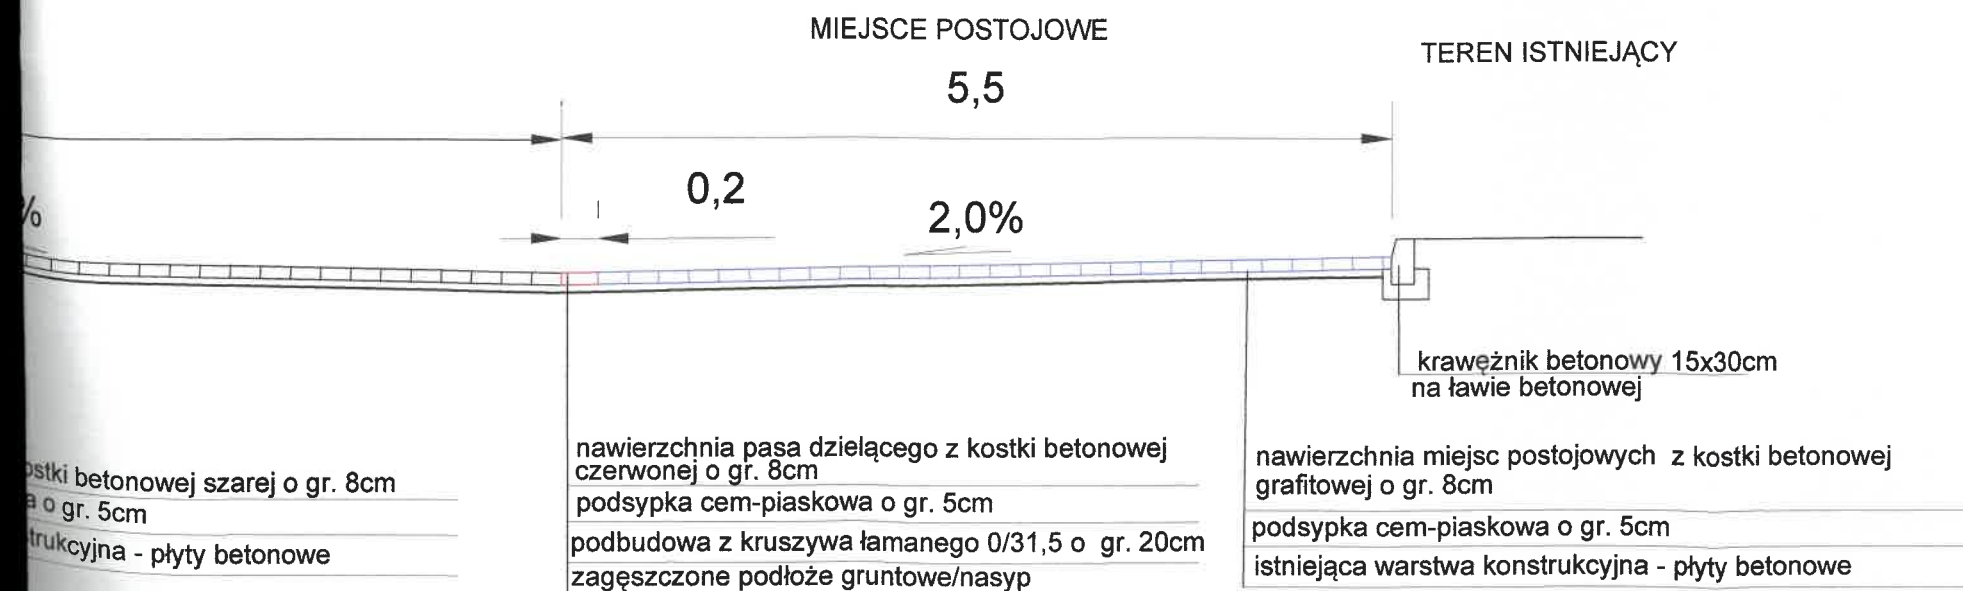 MIEJSCE POSTOJOWE
TEREN ISTNIEJĄCY
5,5
0,2
%
2,0%
krawężnik betonowy 15x30cm
na ławie betonowej
betonowej szarej o gr. 8cm
o gr. 5cm
- płyty betonowe
nawierzchnia pasa dzielącego z kostki betonowej
czerwonej o gr. 8cm
podsypka cem-piaskowa o gr. 5cm
podbudowa z kruszywa łamanego 0/31,5 o gr. 20cm
zagęszczone podłoże gruntowe/nasyp
nawierzchnia miejsc postojowych z kostki betonowej
grafitowej o gr. 8cm
podsypka cem-piaskowa o gr. 5cm
istniejąca warstwa konstrukcyjna - płyty betonowe